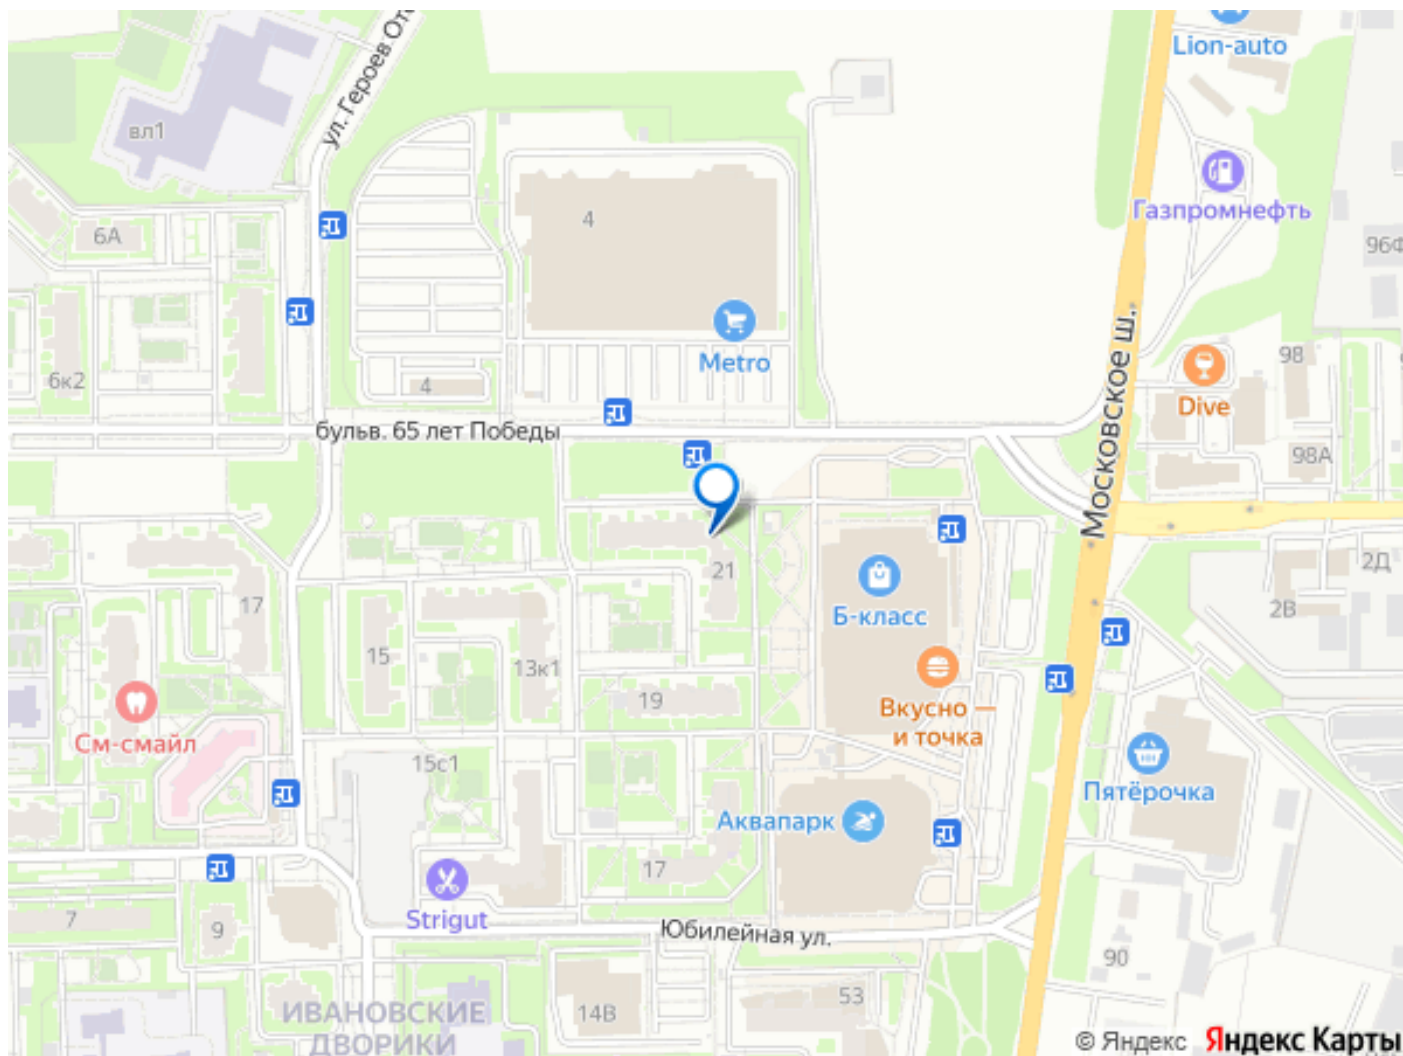 Lion-auto
ул. Героев Отв
вл1
Газпромнефть
4
6А
96Ф
Московское ш.
Metro
98
6к2
4
Dive
бульв. 65 лет Победы
98А
21
2Д
17
Б-класс
2В
15
13к1
19
Вкусно —
и точка
См-смайл
15с1
Пятёрочка
Аквапарк
17
Strigut
7
9
Юбилейная ул.
90
53
14В
ИВАНОВСКИЕ
ДВОРИКИ
© Яндекс Яндекс Карты